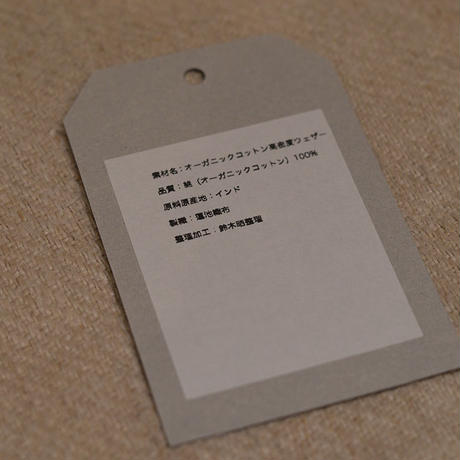 素材名：オーガニックコットン高密度ウェザー
品質：綿（オーガニックコットン）100%
原料原産地：インド
製織：蓮池織布
整理加工：鈴木晒整理